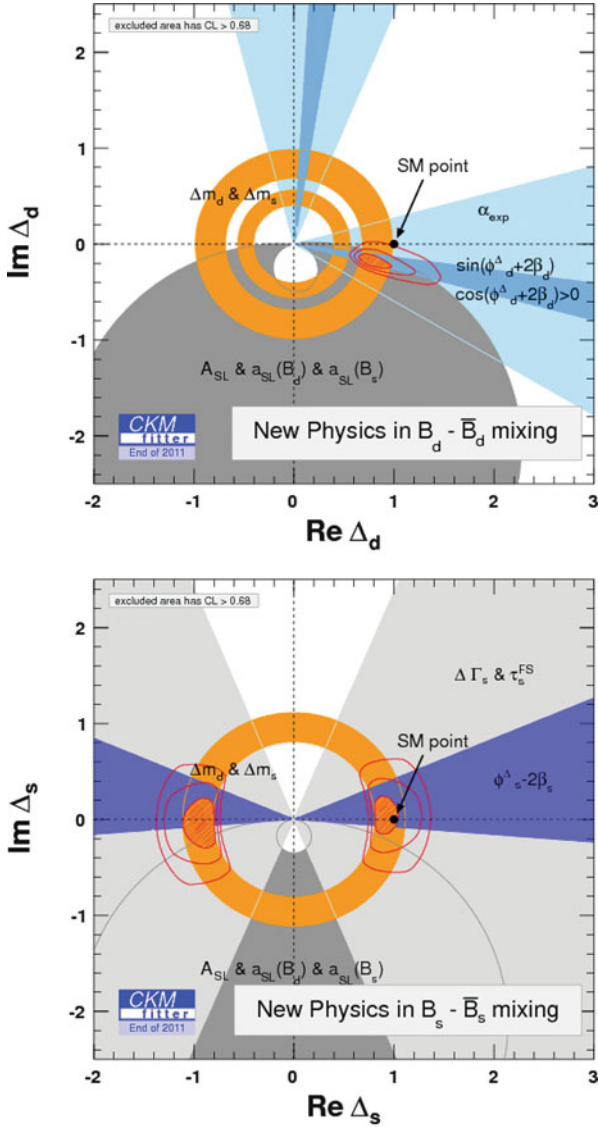 excluded area has CL > 0.68
2
1
0
-1
-2
Im Δd
Δmd & Δms
SM point
αexp
sin(φΔd+2βd)
cos(φΔd+2βd)>0
ASL & aSL(Bd) & aSL(Bs)
CKM
fitter
End of 2011
New Physics in Bd - B̅d mixing
-2 -1 0 1 2 3
Re Δd
excluded area has CL > 0.68
2
1
0
-1
-2
Im Δs
Δ Γs & τsFS
SM point
Δmd & Δms
φΔs-2βs
ASL & aSL(Bd) & aSL(Bs)
CKM
fitter
End of 2011
New Physics in Bs - B̅s mixing
-2 -1 0 1 2 3
Re Δs